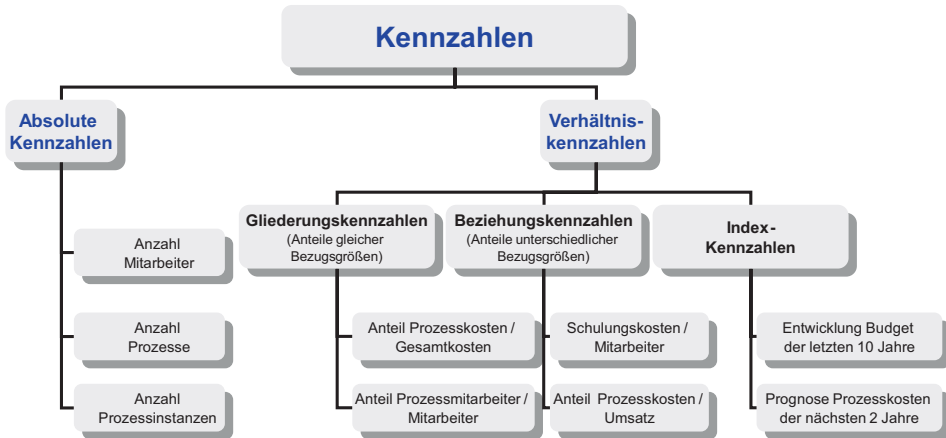 Kennzahlen
Absolute
Kennzahlen
Verhältnis-
kennzahlen
Anzahl
Mitarbeiter
Anzahl
Prozesse
Anzahl
Prozessinstanzen
Gliederungskennzahlen
(Anteile gleicher
Bezugsgrößen)
Anteil Prozesskosten /
Gesamtkosten
Anteil Prozessmitarbeiter /
Mitarbeiter
Beziehungskennzahlen
(Anteile unterschiedlicher
Bezugsgrößen)
Schulungskosten /
Mitarbeiter
Anteil Prozesskosten /
Umsatz
Index-
Kennzahlen
Entwicklung Budget
der letzten 10 Jahre
Prognose Prozesskosten
der nächsten 2 Jahre